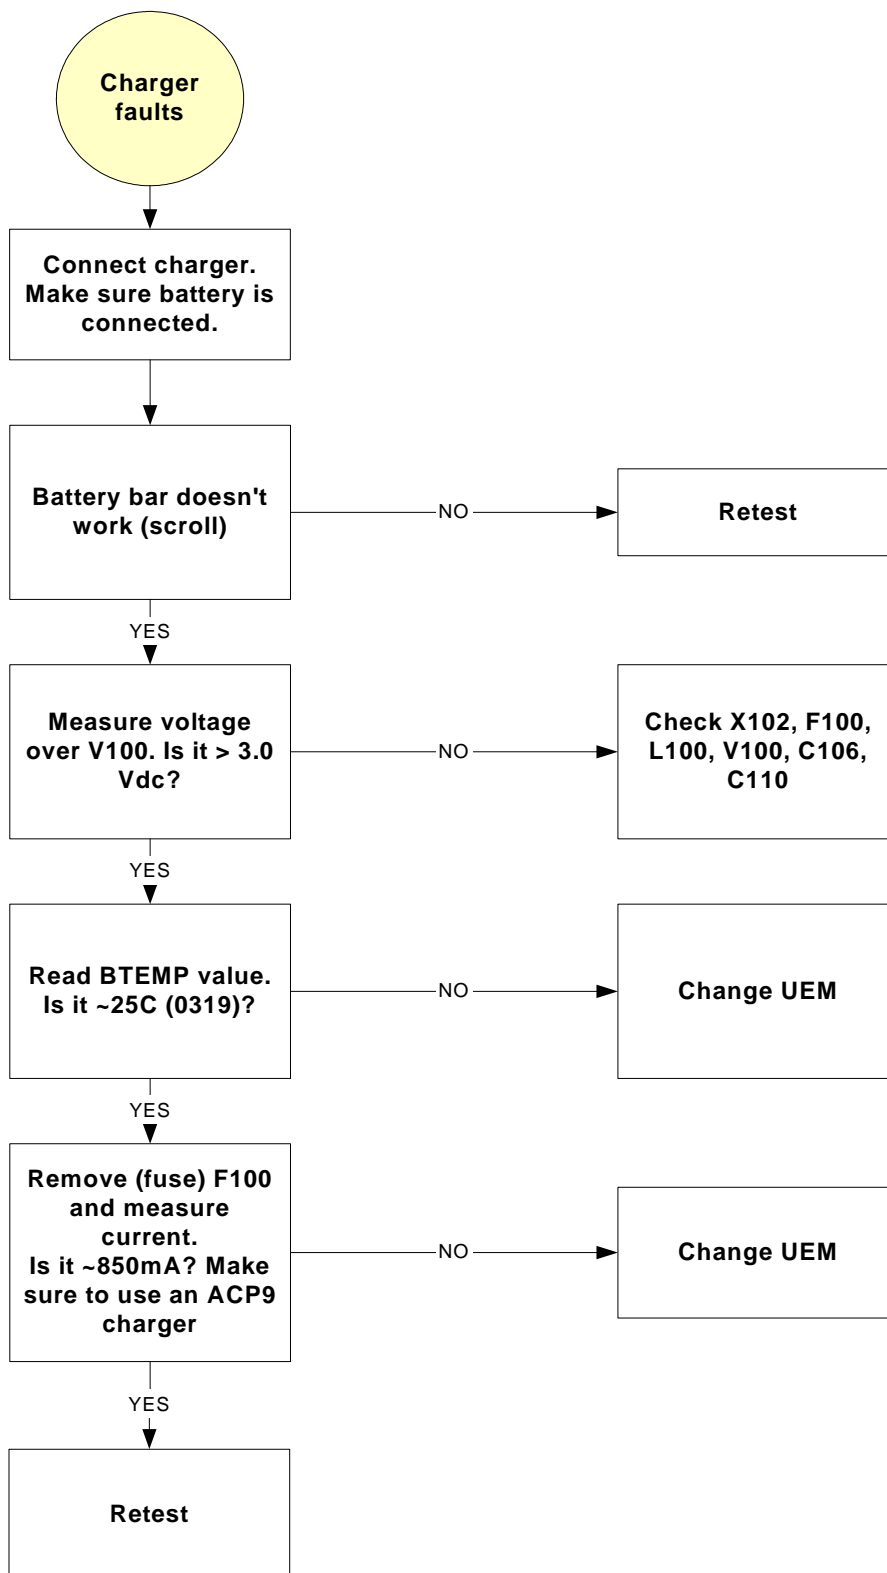 Charger
faults
Connect charger.
Make sure battery is
connected.
Battery bar doesn't
work (scroll)
NO
Retest
YES
Measure voltage
over V100. Is it > 3.0
Vdc?
NO
Check X102, F100,
L100, V100, C106,
C110
YES
Read BTEMP value.
Is it ~25C (0319)?
NO
Change UEM
YES
Remove (fuse) F100
and measure
current.
Is it ~850mA? Make
sure to use an ACP9
charger
NO
Change UEM
YES
Retest